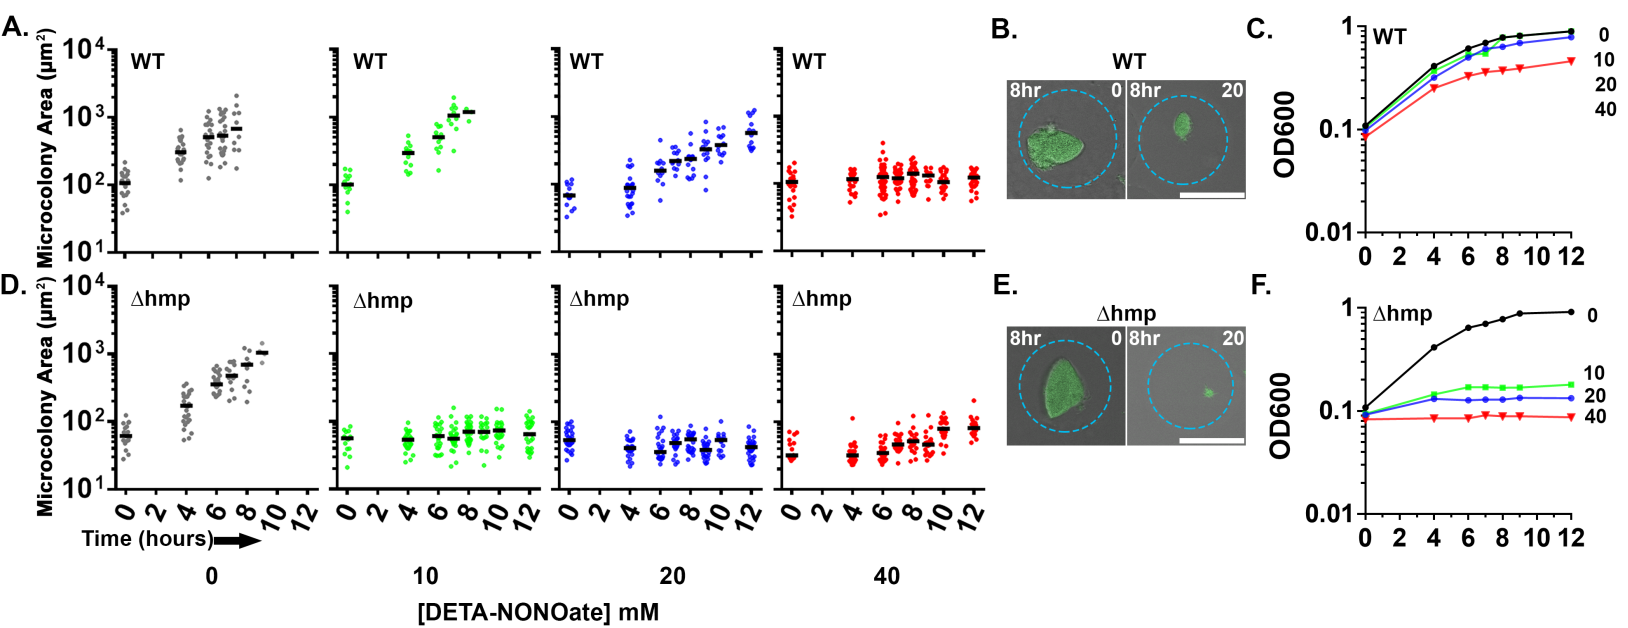 A.
Microcolony Area (µm²)
10⁴
10³
10²
10¹
WT
WT
WT
WT
B.
WT
8hr 0
8hr 20
C.
OD600
1
0.1
0.01
WT
0
10
20
40
0 2 4 6 8 10 12
D.
Microcolony Area (µm²)
10⁴
10³
10²
10¹
Δhmp
Δhmp
Δhmp
Δhmp
0 2 4 6 8 10 12
0 2 4 6 8 10 12
0 2 4 6 8 10 12
0 2 4 6 8 10 12
Time (hours)
0 10 20 40
[DETA-NONOate] mM
E.
Δhmp
8hr 0
8hr 20
F.
OD600
1
0.1
0.01
Δhmp
0
10
20
40
0 2 4 6 8 10 12